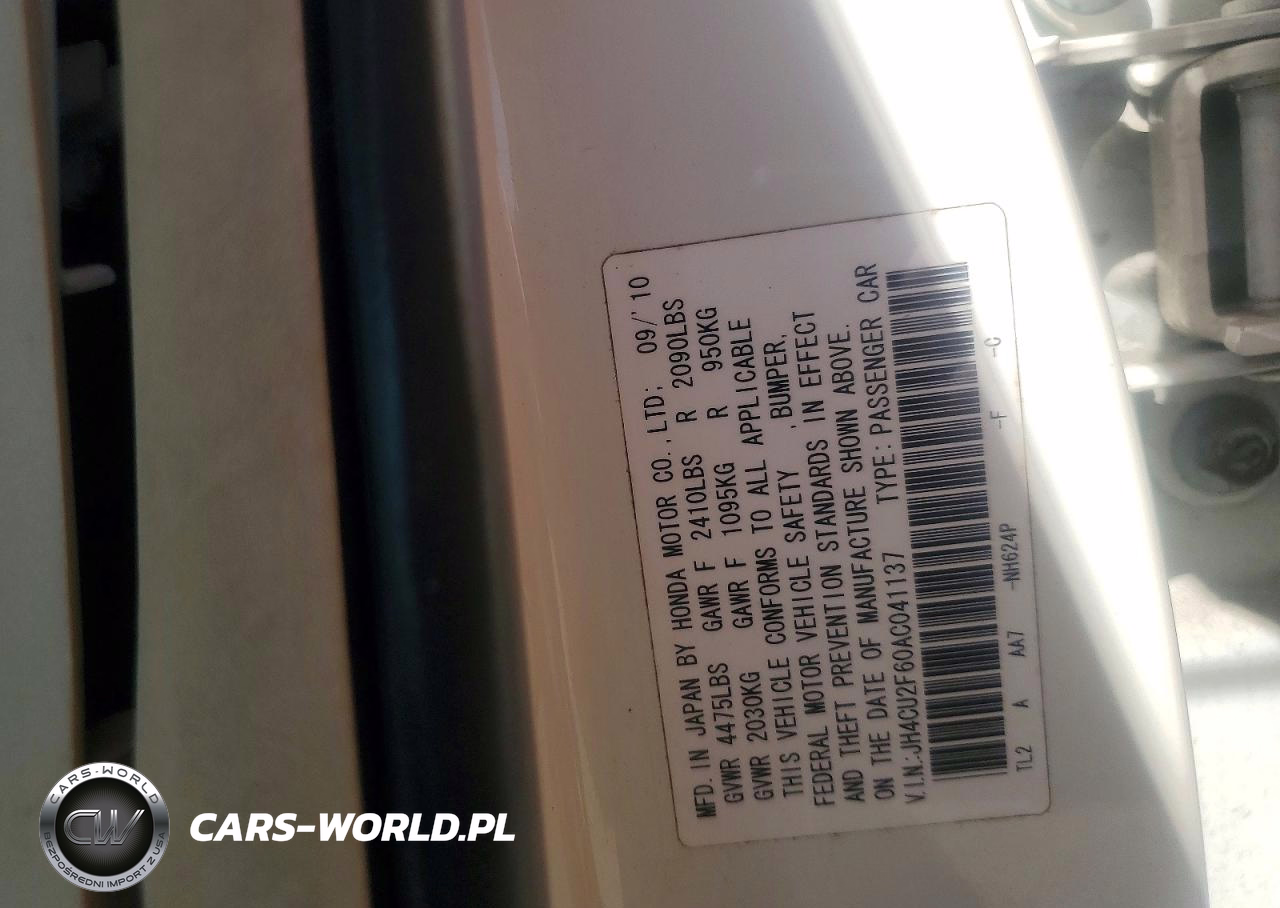 MFD. IN JAPAN BY HONDA MOTOR CO., LTD; 09/'10
GVWR 4475LBS GAWR F 2410LBS R 2090LBS
GVWR 2030KG GAWR F 1095KG R 950KG
THIS VEHICLE CONFORMS TO ALL APPLICABLE
FEDERAL MOTOR VEHICLE SAFETY , BUMPER,
AND THEFT PREVENTION STANDARDS IN EFFECT
ON THE DATE OF MANUFACTURE SHOWN ABOVE.
V.I.N.:JH4CU2F60AC041137 TYPE: PASSENGER CAR
TL2 A AA7 -NH624P -F -C
CARS-WORLD
CW
BEZPOŚREDNI IMPORT Z USA
CARS-WORLD.PL